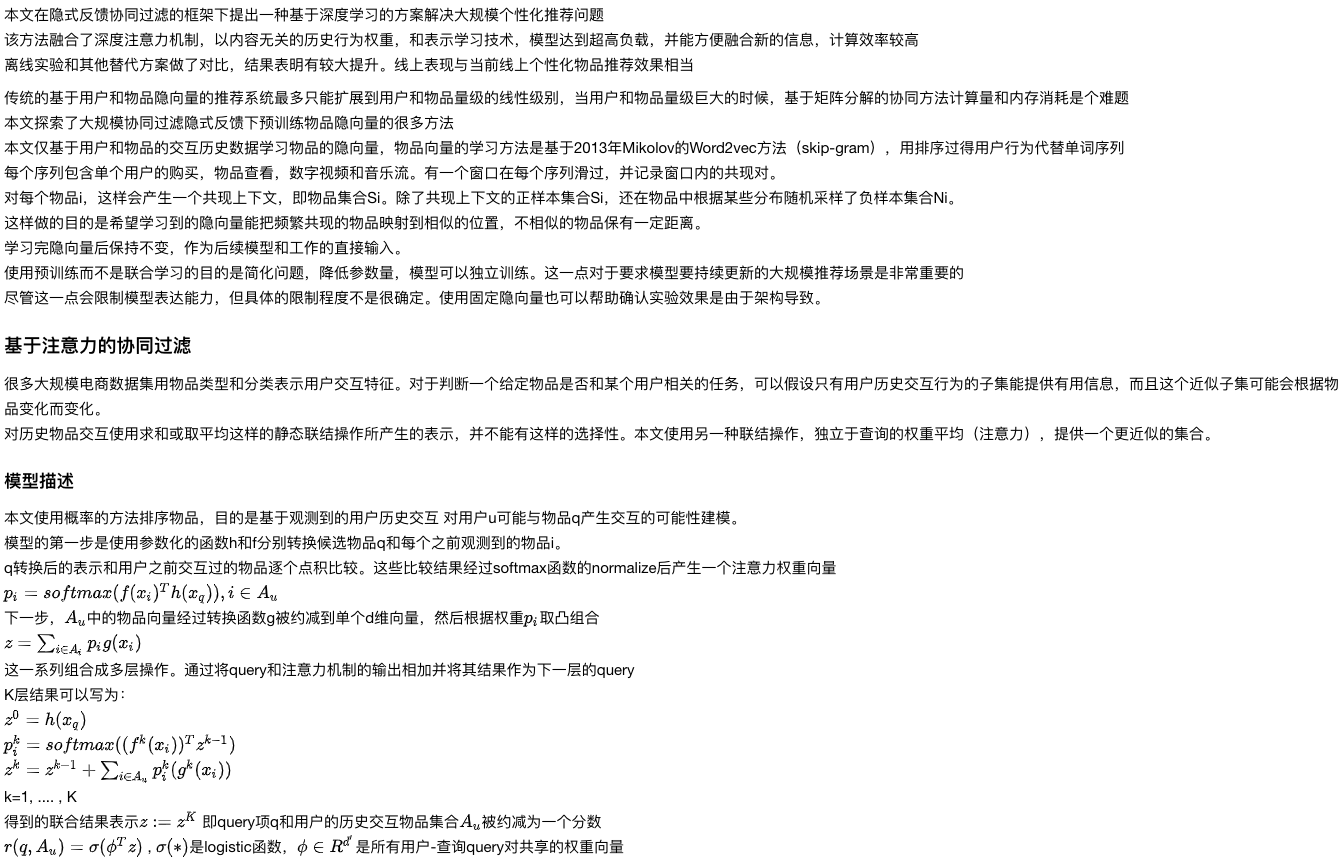 本文在隐式反馈协同过滤的框架下提出一种基于深度学习的方案解决大规模个性化推荐问题
该方法融合了深度注意力机制，以内容无关的历史行为权重，和表示学习技术，模型达到超高负载，并能方便融合新的信息，计算效率较高
离线实验和其他替代方案做了对比，结果表明有较大提升。线上表现与当前线上个性化物品推荐效果相当
传统的基于用户和物品隐向量的推荐系统最多只能扩展到用户和物品量级的线性级别，当用户和物品量级巨大的时候，基于矩阵分解的协同方法计算量和内存消耗是个难题
本文探索了大规模协同过滤隐式反馈下预训练物品隐向量的很多方法
本文仅基于用户和物品的交互历史数据学习物品的隐向量，物品向量的学习方法是基于2013年Mikolov的Word2vec方法（skip-gram），用排序过得用户行为代替单词序列
每个序列包含单个用户的购买，物品查看，数字视频和音乐流。有一个窗口在每个序列滑过，并记录窗口内的共现对。
对每个物品i，这样会产生一个共现上下文，即物品集合Si。除了共现上下文的正样本集合Si，还在物品中根据某些分布随机采样了负样本集合Ni。
这样做的目的是希望学习到的隐向量能把频繁共现的物品映射到相似的位置，不相似的物品保有一定距离。
学习完隐向量后保持不变，作为后续模型和工作的直接输入。
使用预训练而不是联合学习的目的是简化问题，降低参数量，模型可以独立训练。这一点对于要求模型要持续更新的大规模推荐场景是非常重要的
尽管这一点会限制模型表达能力，但具体的限制程度不是很确定。使用固定隐向量也可以帮助确认实验效果是由于架构导致。
基于注意力的协同过滤
很多大规模电商数据集用物品类型和分类表示用户交互特征。对于判断一个给定物品是否和某个用户相关的任务，可以假设只有用户历史交互行为的子集能提供有用信息，而且这个近似子集可能会根据物
品变化而变化。
对历史物品交互使用求和或取平均这样的静态联结操作所产生的表示，并不能有这样的选择性。本文使用另一种联结操作，独立于查询的权重平均（注意力），提供一个更近似的集合。
模型描述
本文使用概率的方法排序物品，目的是基于观测到的用户历史交互 对用户u可能与物品q产生交互的可能性建模。
模型的第一步是使用参数化的函数h和f分别转换候选物品q和每个之前观测到的物品i。
q转换后的表示和用户之前交互过的物品逐个点积比较。这些比较结果经过softmax函数的normalize后产生一个注意力权重向量
$p_i = softmax(f(x_i)^T h(x_q)), i \in A_u$
下一步，$A_u$中的物品向量经过转换函数g被约减到单个d维向量，然后根据权重$p_i$取凸组合
$z = \sum_{i \in A_i} p_i g(x_i)$
这一系列组合成多层操作。通过将query和注意力机制的输出相加并将其结果作为下一层的query
K层结果可以写为：
$z^0 = h(x_q)$
$p_i^k = softmax((f^k(x_i))^T z^{k-1})$
$z^k = z^{k-1} + \sum_{i \in A_u} p_i^k (g^k(x_i))$
k=1, .... , K
得到的联合结果表示$z := z^K$ 即query项q和用户的历史交互物品集合$A_u$被约减为一个分数
$r(q, A_u) = \sigma(\phi^T z)$ , $\sigma(*)$是logistic函数，$\phi \in R^{d'}$ 是所有用户-查询query对共享的权重向量